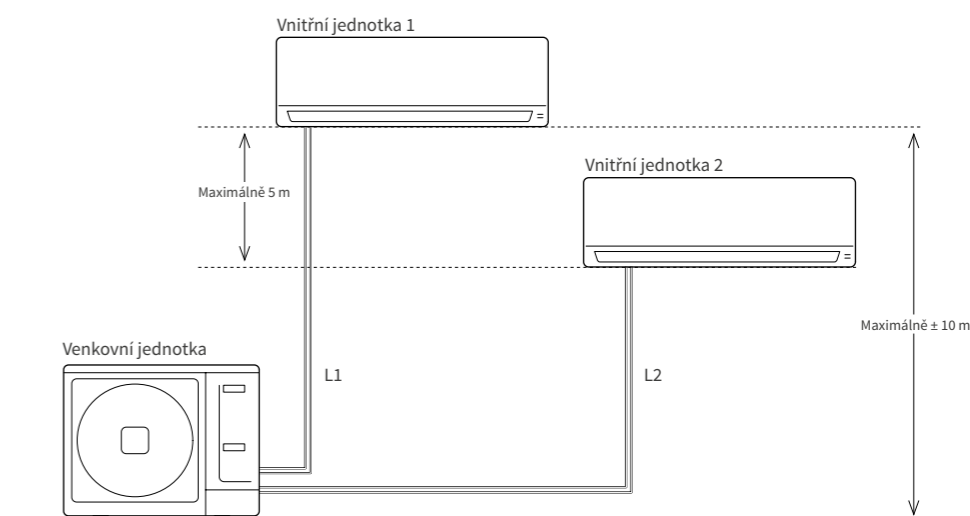 Vnitřní jednotka 1
Vnitřní jednotka 2
Maximálně 5 m
Maximálně ± 10 m
Venkovní jednotka
L1
L2